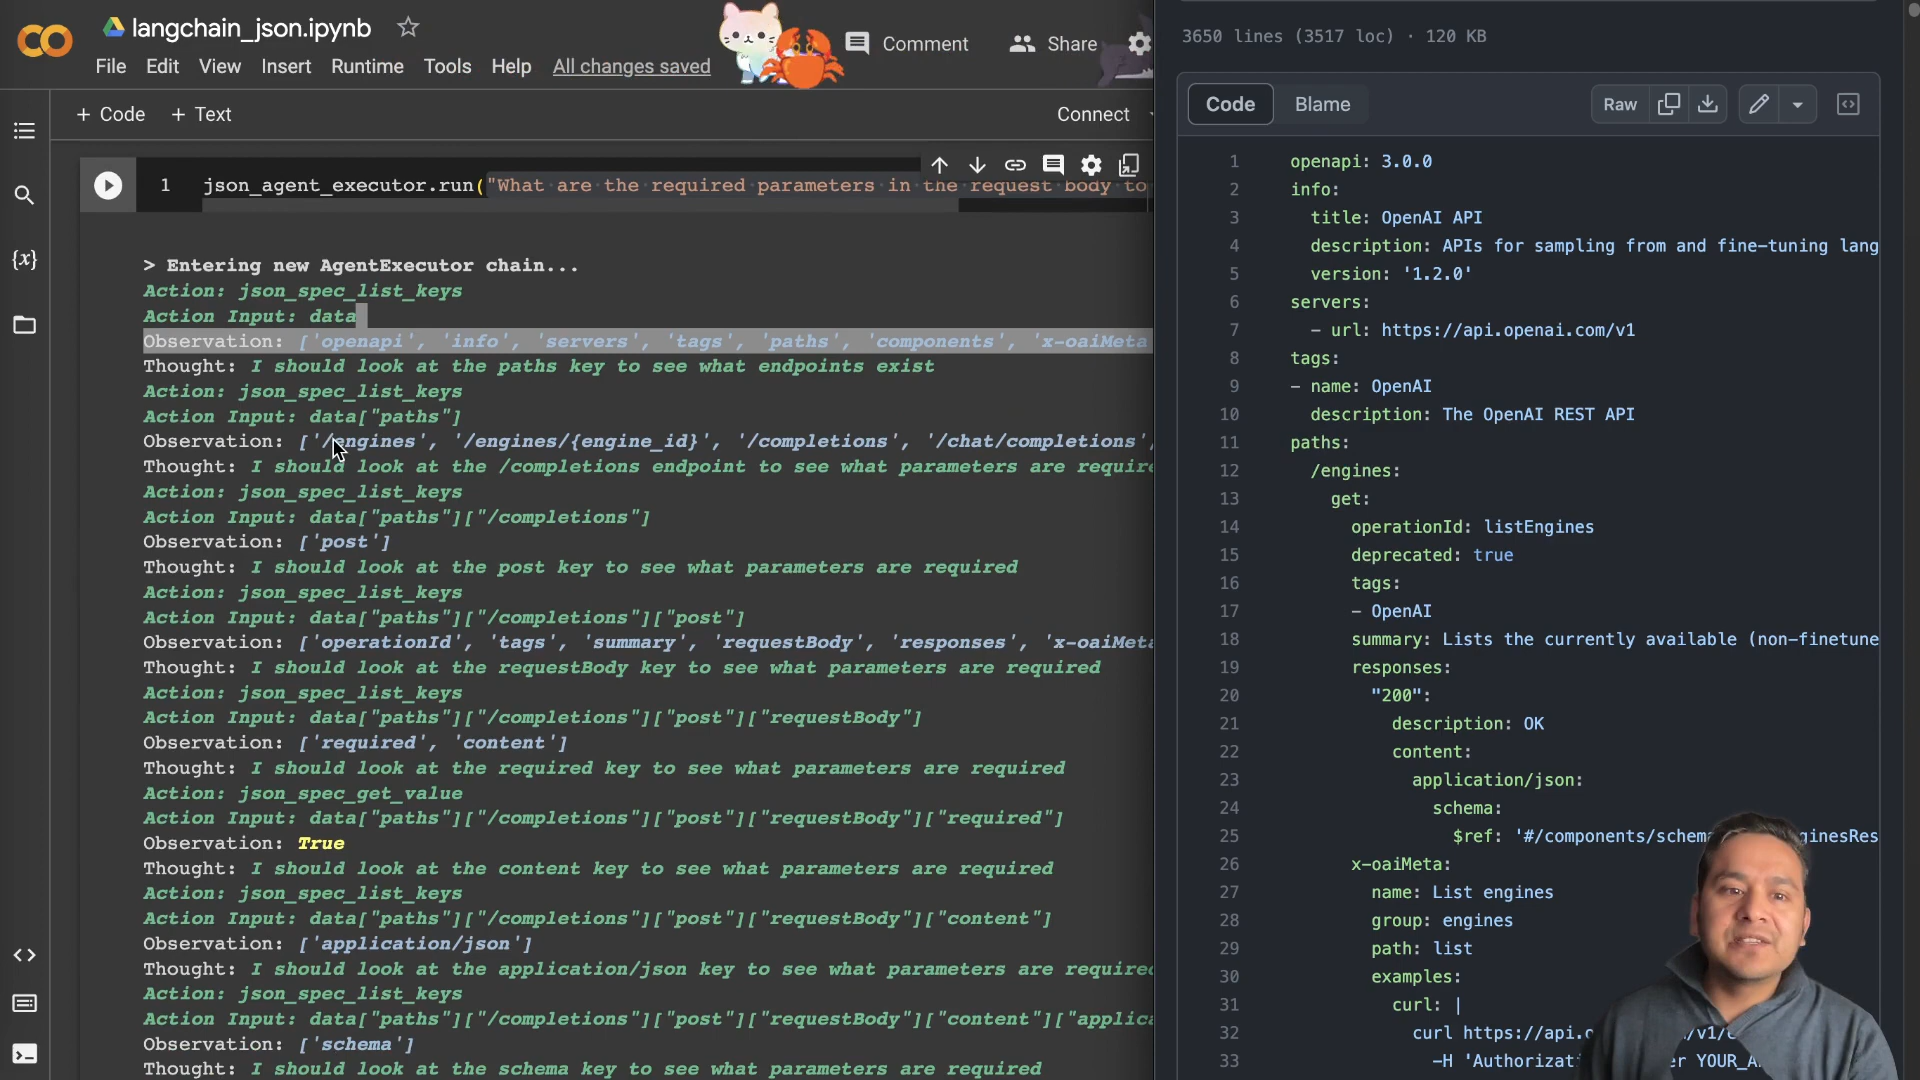 langchain_json.ipynb
Comment
Share
File Edit View Insert Runtime Tools Help All changes saved
+ Code + Text
Connect
1 json_agent_executor.run("What are the required parameters in the request body to
> Entering new AgentExecutor chain...
Action: json_spec_list_keys
Action Input: data
Observation: ['openapi', 'info', 'servers', 'tags', 'paths', 'components', 'x-oaiMeta
Thought: I should look at the paths key to see what endpoints exist
Action: json_spec_list_keys
Action Input: data["paths"]
Observation: ['/engines', '/engines/{engine_id}', '/completions', '/chat/completions',
Thought: I should look at the /completions endpoint to see what parameters are require
Action: json_spec_list_keys
Action Input: data["paths"]["/completions"]
Observation: ['post']
Thought: I should look at the post key to see what parameters are required
Action: json_spec_list_keys
Action Input: data["paths"]["/completions"]["post"]
Observation: ['operationId', 'tags', 'summary', 'requestBody', 'responses', 'x-oaiMeta
Thought: I should look at the requestBody key to see what parameters are required
Action: json_spec_list_keys
Action Input: data["paths"]["/completions"]["post"]["requestBody"]
Observation: ['required', 'content']
Thought: I should look at the required key to see what parameters are required
Action: json_spec_get_value
Action Input: data["paths"]["/completions"]["post"]["requestBody"]["required"]
Observation: True
Thought: I should look at the content key to see what parameters are required
Action: json_spec_list_keys
Action Input: data["paths"]["/completions"]["post"]["requestBody"]["content"]
Observation: ['application/json']
Thought: I should look at the application/json key to see what parameters are required
Action: json_spec_list_keys
Action Input: data["paths"]["/completions"]["post"]["requestBody"]["content"]["applica
Observation: ['schema']
Thought: I should look at the schema key to see what parameters are required
3650 lines (3517 loc) · 120 KB
Code Blame
Raw
1 openapi: 3.0.0
2 info:
3 title: OpenAI API
4 description: APIs for sampling from and fine-tuning lang
5 version: '1.2.0'
6 servers:
7 - url: https://api.openai.com/v1
8 tags:
9 - name: OpenAI
10 description: The OpenAI REST API
11 paths:
12 /engines:
13 get:
14 operationId: listEngines
15 deprecated: true
16 tags:
17 - OpenAI
18 summary: Lists the currently available (non-finetune
19 responses:
20 "200":
21 description: OK
22 content:
23 application/json:
24 schema:
25 $ref: '#/components/schema ginesRes
26 x-oaiMeta:
27 name: List engines
28 group: engines
29 path: list
30 examples:
31 curl: |
32 curl https://api.o /v1/
33 -H 'Authorizati er YOUR_A